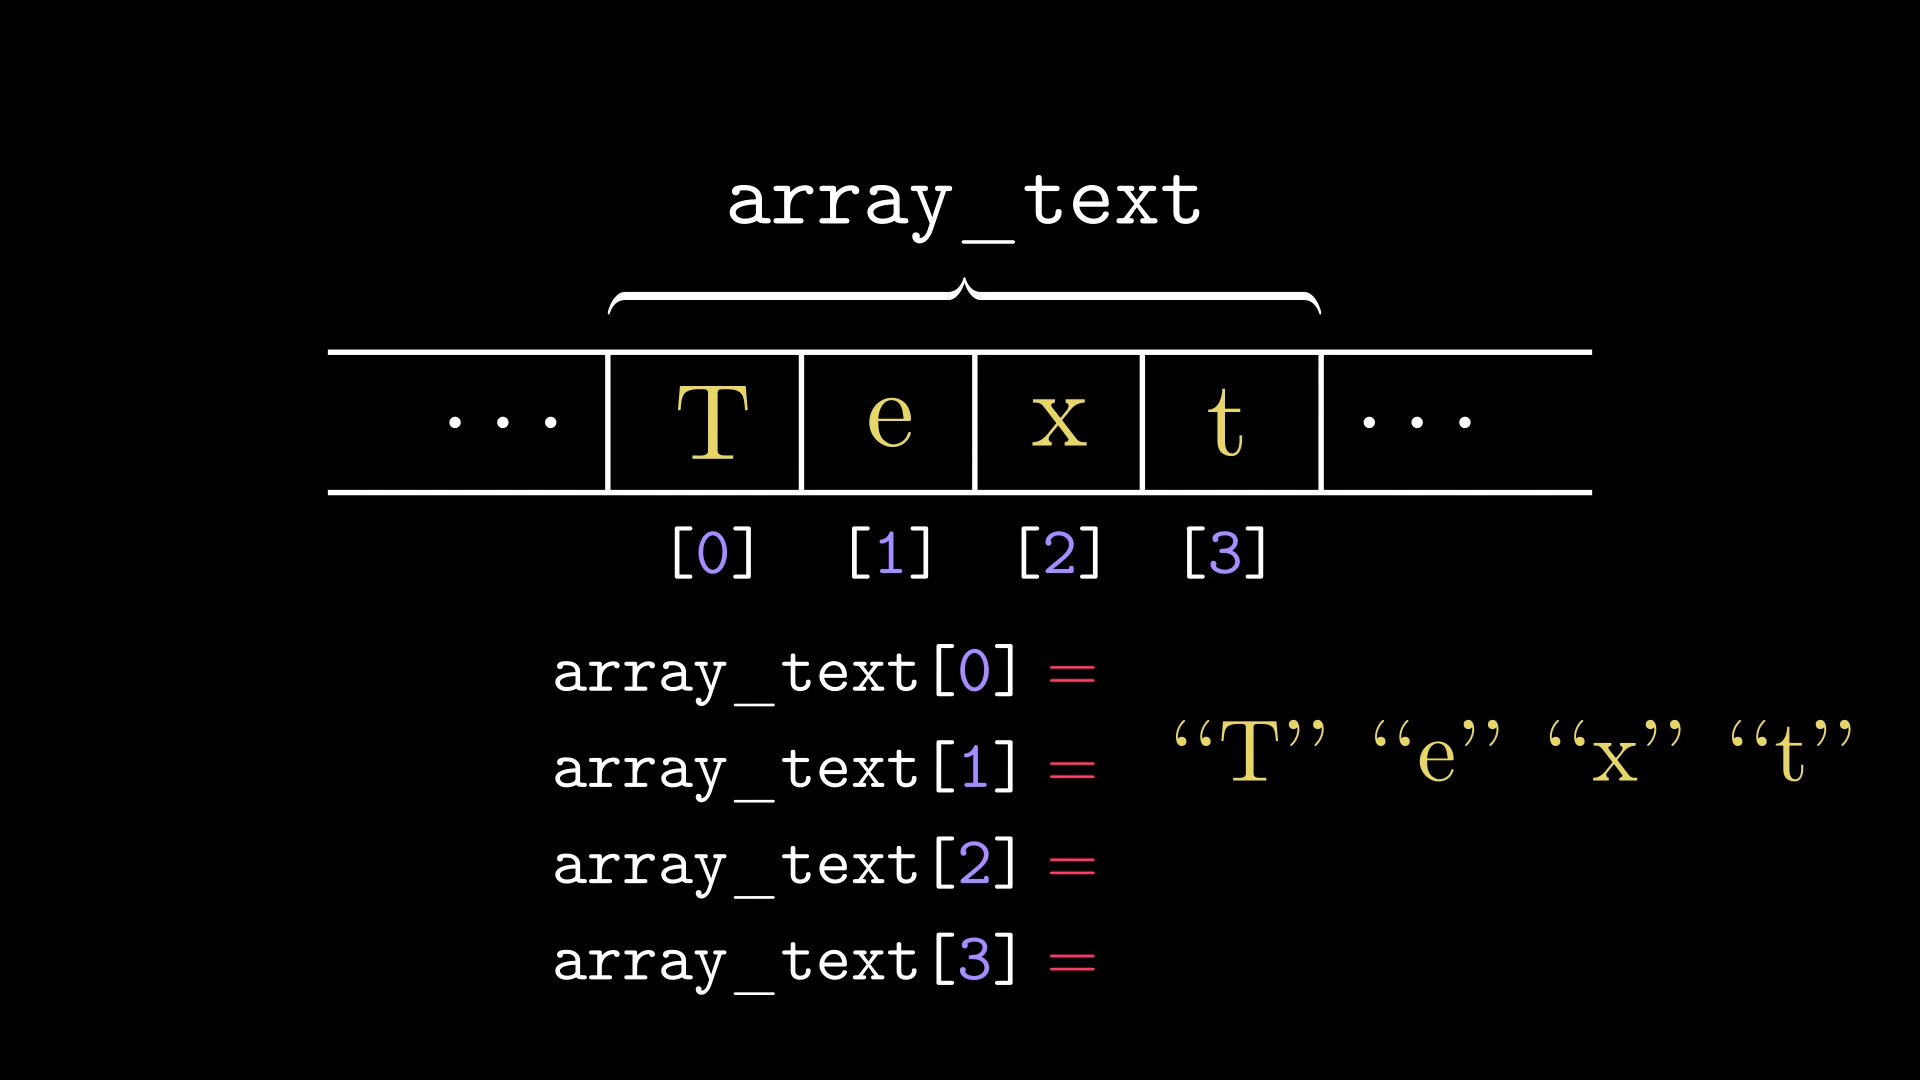 array_text
··· T e x t ···
[0] [1] [2] [3]
array_text[0] =
array_text[1] =
“T” “e” “x” “t”
array_text[2] =
array_text[3] =